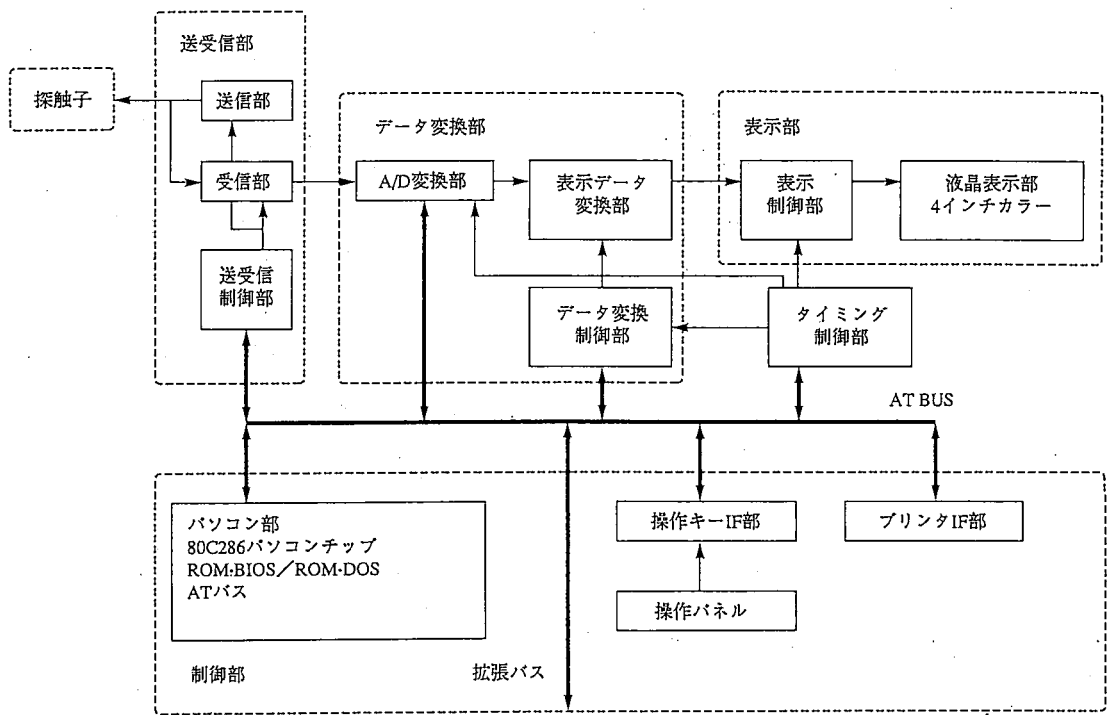 送受信部
探触子
送信部
受信部
送受信
制御部
データ変換部
A/D変換部
表示データ
変換部
データ変換
制御部
表示部
表示
制御部
液晶表示部
4インチカラー
タイミング
制御部
AT BUS
パソコン部
80C286パソコンチップ
ROM:BIOS／ROM・DOS
ATバス
制御部
拡張バス
操作キーIF部
操作パネル
プリンタIF部